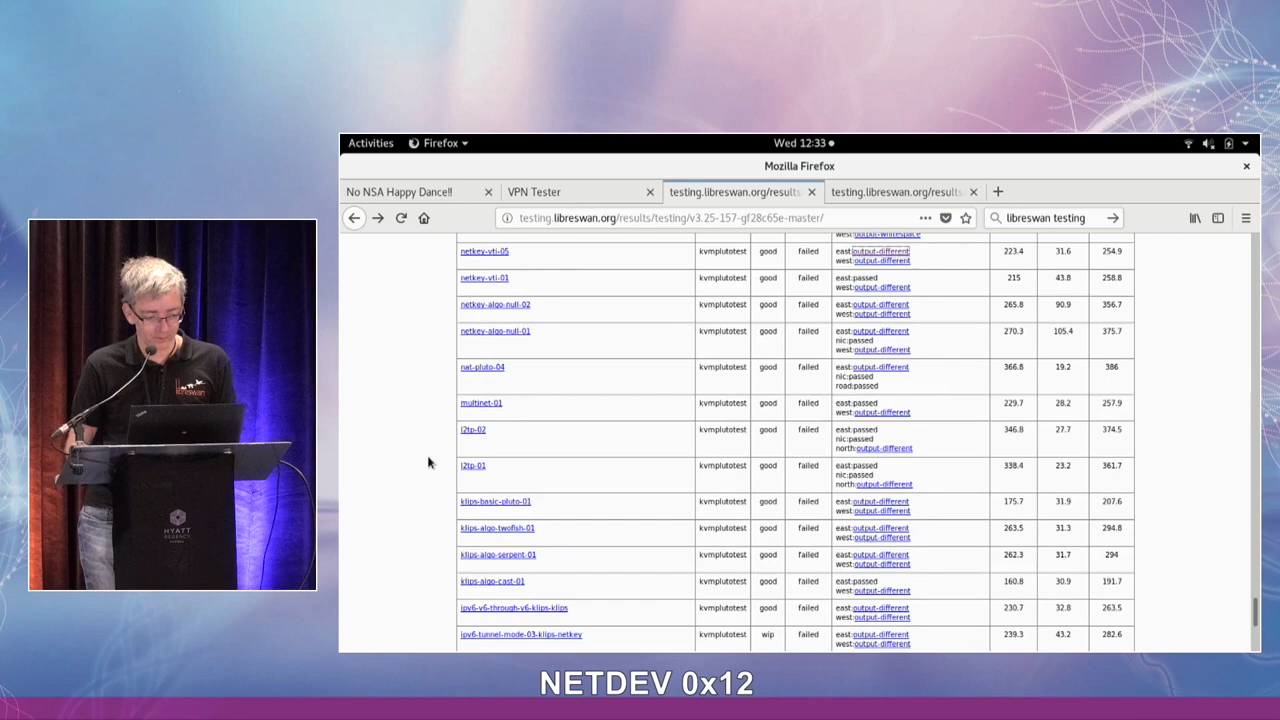 Activities Firefox Wed 12:33
Mozilla Firefox
No NSA Happy Dance!! VPN Tester testing.libreswan.org/results testing.libreswan.org/results
testing.libreswan.org/results/testing/v3.25-157-gf28c65e-master/ libreswan testing
west:output-whitespace
netkey-vti-05 kvmplutotest good failed east:output-different 223.4 31.6 254.9
west:output-different
netkey-vti-01 kvmplutotest good failed east:passed 215 43.8 258.8
west:output-different
netkey-algo-null-02 kvmplutotest good failed east:output-different 265.8 90.9 356.7
west:output-different
netkey-algo-null-01 kvmplutotest good failed east:output-different 270.3 105.4 375.7
nic:passed
west:output-different
nat-pluto-04 kvmplutotest good failed east:output-different 366.8 19.2 386
nic:passed
road:passed
multinet-01 kvmplutotest good failed east:passed 229.7 28.2 257.9
west:output-different
l2tp-02 kvmplutotest good failed east:passed 346.8 27.7 374.5
nic:passed
north:output-different
l2tp-01 kvmplutotest good failed east:passed 338.4 23.2 361.7
nic:passed
north:output-different
klips-basic-pluto-01 kvmplutotest good failed east:output-different 175.7 31.9 207.6
west:output-different
klips-algo-twofish-01 kvmplutotest good failed east:output-different 263.5 31.3 294.8
west:output-different
klips-algo-serpent-01 kvmplutotest good failed east:output-different 262.3 31.7 294
west:output-different
klips-algo-cast-01 kvmplutotest good failed east:passed 160.8 30.9 191.7
west:output-different
ipv6-v6-through-v6-klips-klips kvmplutotest good failed east:output-different 230.7 32.8 263.5
west:output-different
ipv6-tunnel-mode-03-klips-netkey kvmplutotest wip failed east:output-different 239.3 43.2 282.6
west:output-different
libreswan
HYATT
REGENCY
NETDEV 0x12